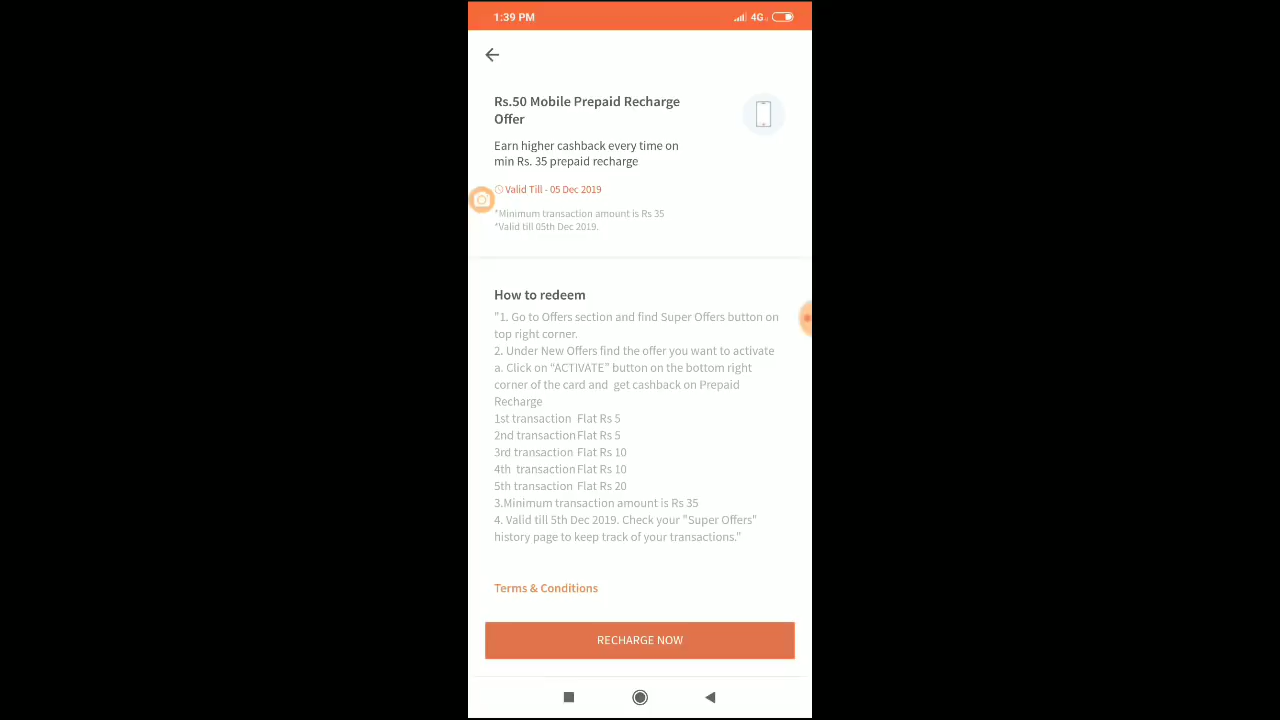 1:39 PM
4G
Rs.50 Mobile Prepaid Recharge
Offer
Earn higher cashback every time on
min Rs. 35 prepaid recharge
Valid Till - 05 Dec 2019
*Minimum transaction amount is Rs 35
*Valid till 05th Dec 2019.
How to redeem
"1. Go to Offers section and find Super Offers button on
top right corner.
2. Under New Offers find the offer you want to activate
a. Click on “ACTIVATE” button on the bottom right
corner of the card and  get cashback on Prepaid
Recharge
1st transaction  Flat Rs 5
2nd transaction Flat Rs 5
3rd transaction  Flat Rs 10
4th  transaction Flat Rs 10
5th transaction  Flat Rs 20
3.Minimum transaction amount is Rs 35
4. Valid till 5th Dec 2019. Check your "Super Offers"
history page to keep track of your transactions."
Terms & Conditions
RECHARGE NOW